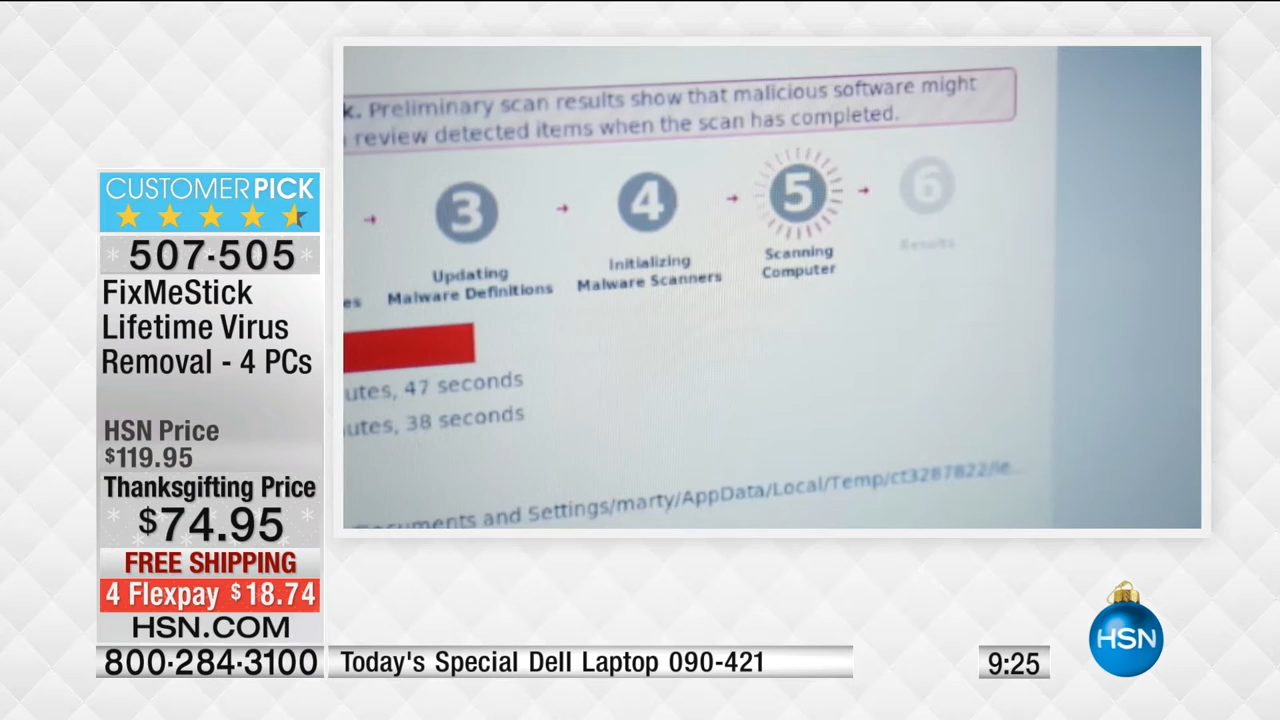 CUSTOMER PICK
507-505
FixMeStick
Lifetime Virus
Removal - 4 PCs
HSN Price
$119.95
Thanksgifting Price
$74.95
FREE SHIPPING
4 Flexpay $18.74
HSN.COM
800-284-3100
k. Preliminary scan results show that malicious software might
review detected items when the scan has completed.
3
4
5
6
Updating
Malware Definitions
Initializing
Malware Scanners
Scanning
Computer
Results
es
utes, 47 seconds
utes, 38 seconds
Documents and Settings/marty/AppData/Local/Temp/ct3287822/ie...
Today's Special Dell Laptop 090-421
9:25
HSN